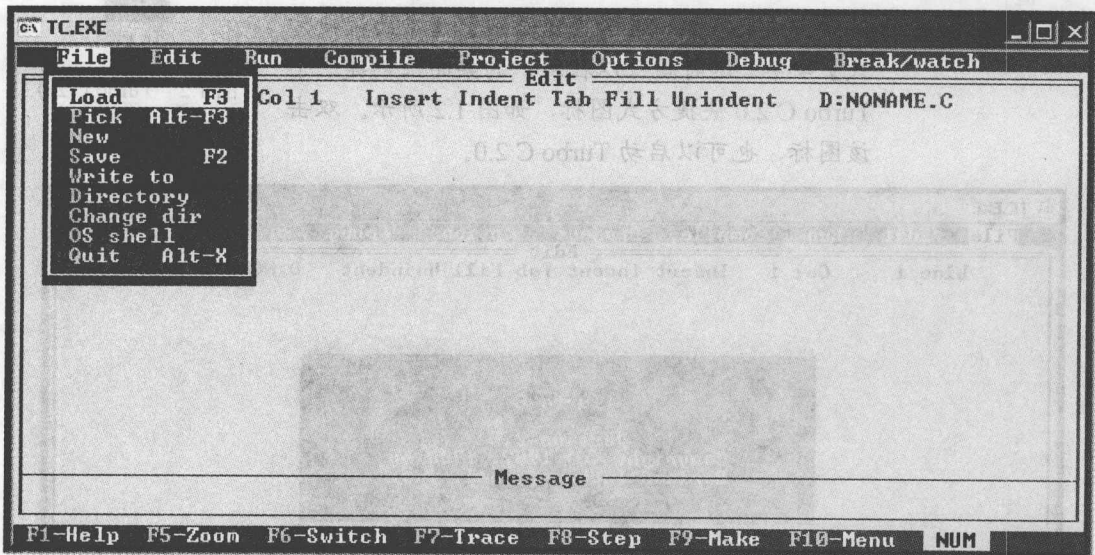 TC.EXE
File Edit Run Compile Project Options Debug Break/watch
Edit
Col 1 Insert Indent Tab Fill Unindent D:NONAME.C
Load F3
Pick Alt-F3
New
Save F2
Write to
Directory
Change dir
OS shell
Quit Alt-X
Message
F1-Help F5-Zoom F6-Switch F7-Trace F8-Step F9-Make F10-Menu NUM